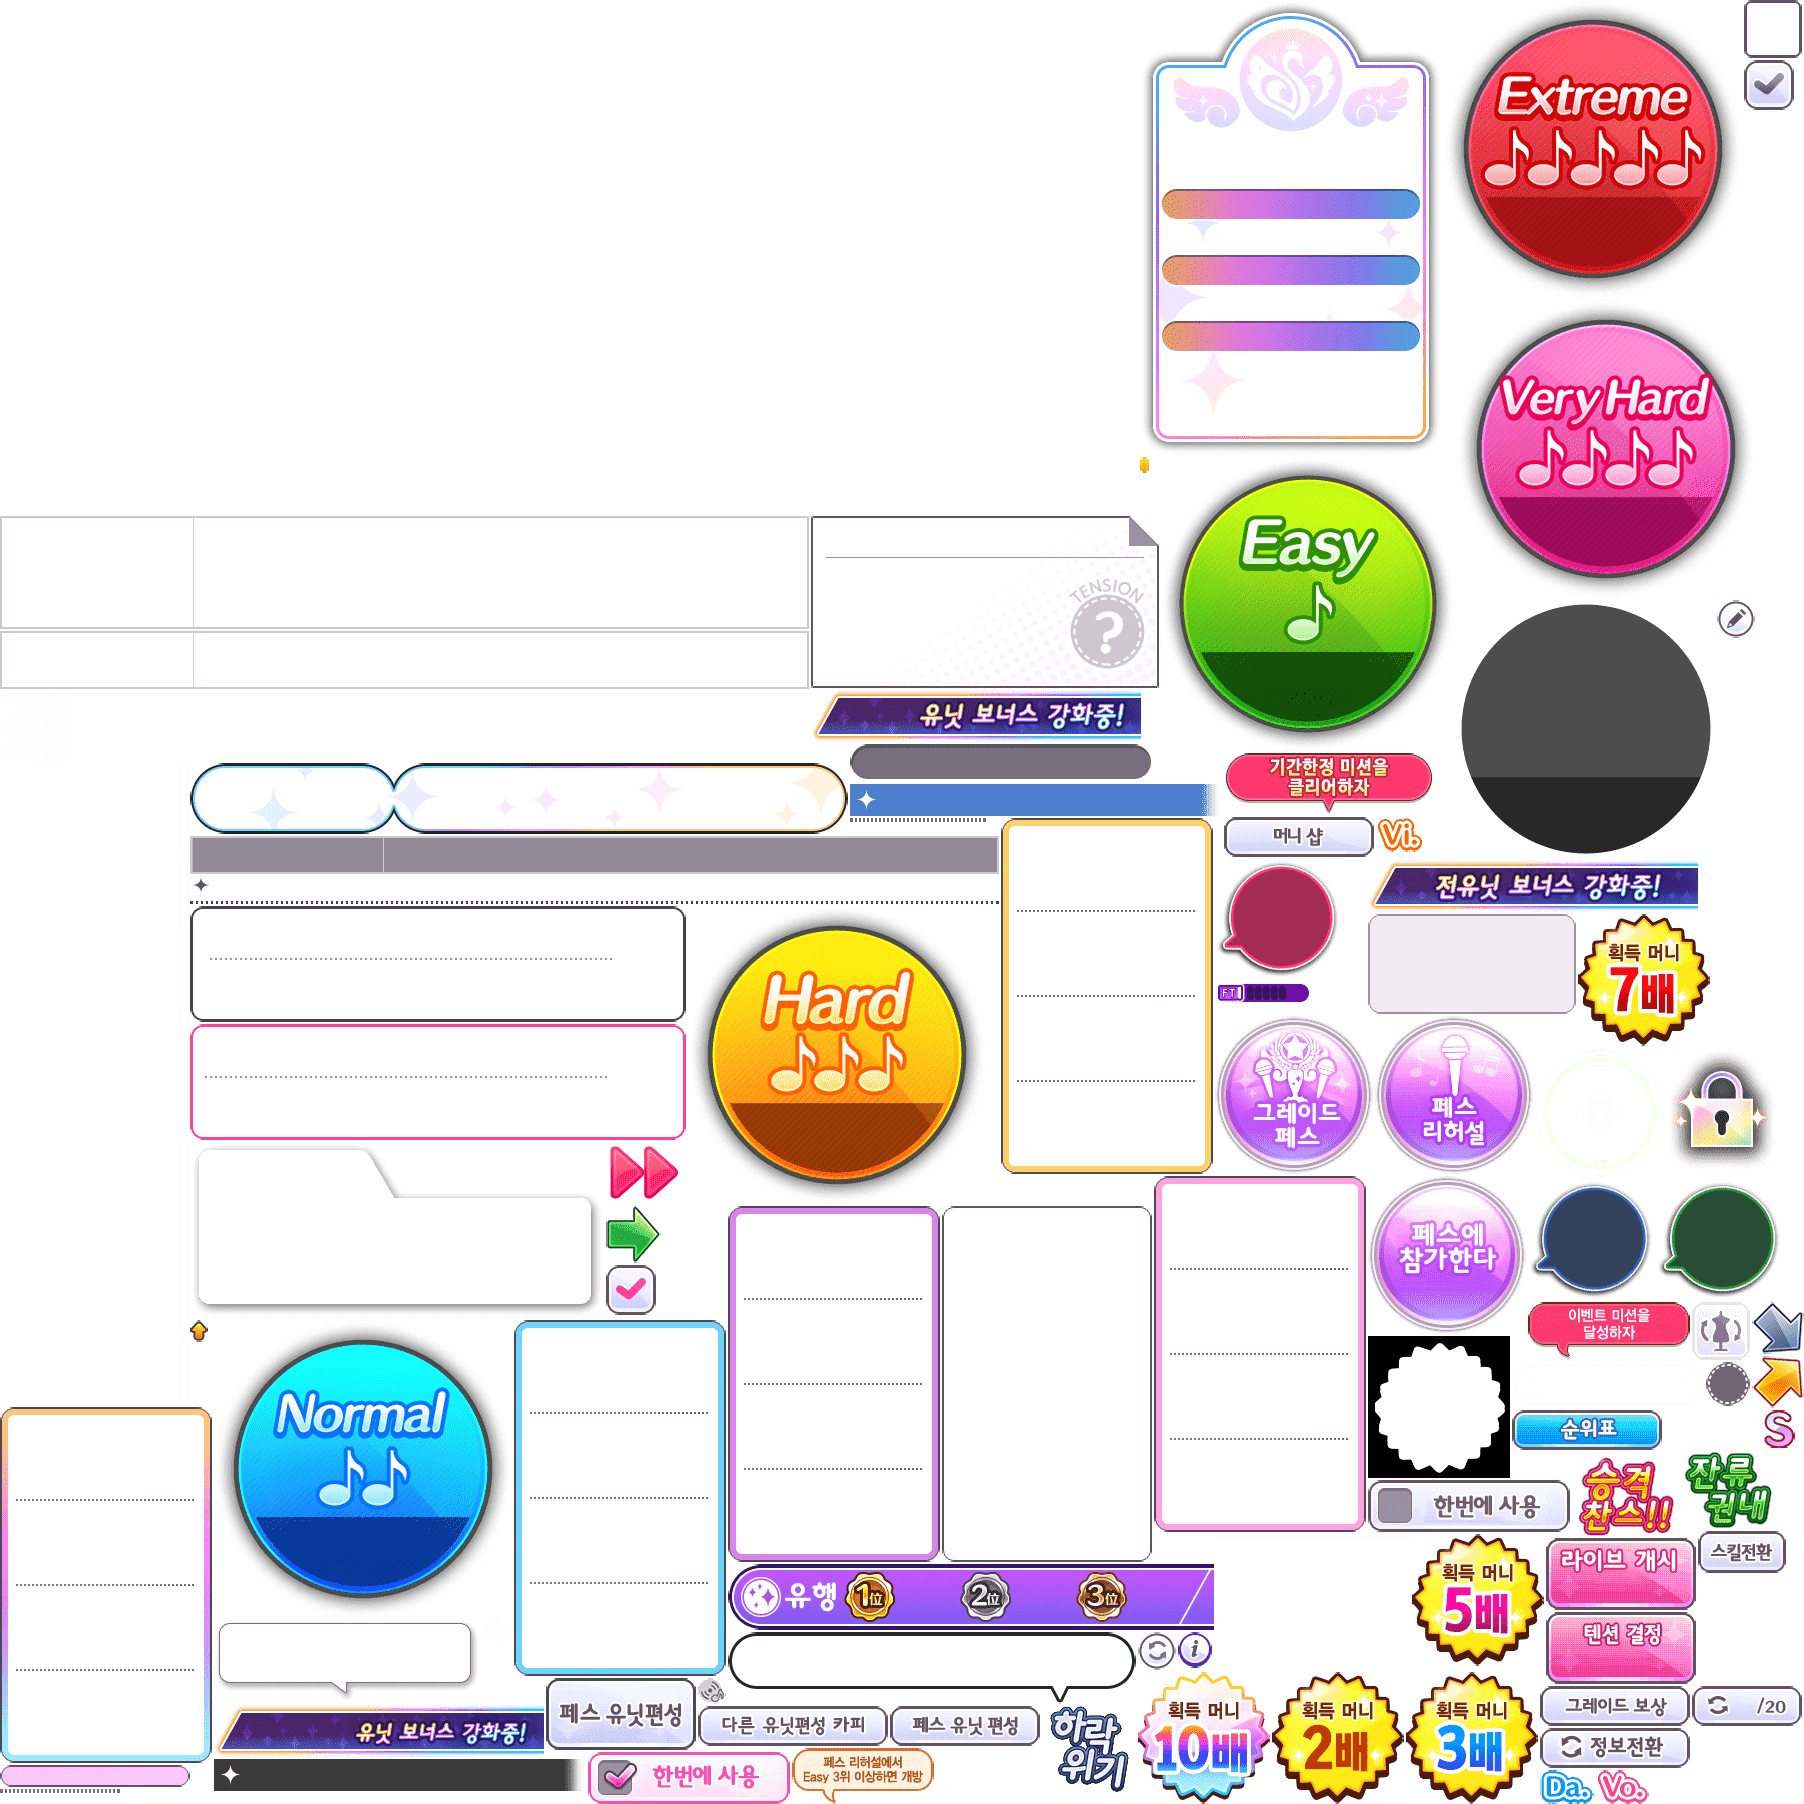 Extreme
Very Hard
Easy
TENSION
?
유닛 보너스 강화중!
기간한정 미션을
클리어하자
머니 샵
Vi.
전유닛 보너스 강화중!
Hard
획득 머니
7배
FT
그레이드
페스
페스
리허설
페스에
참가한다
이벤트 미션을
달성하자
Normal
순위표
S
한번에 사용
승격
찬스!!
잔류
권내
유행
1位
2位
3位
획득 머니
5배
라이브 개시
스킬전환
텐션 결정
i
페스 유닛편성
다른 유닛편성 카피
페스 유닛 편성
하락
위기
획득 머니
10배
획득 머니
2배
획득 머니
3배
그레이드 보상
/20
정보전환
유닛 보너스 강화중!
한번에 사용
페스 리허설에서
Easy 3위 이상하면 개방
Da.
Vo.